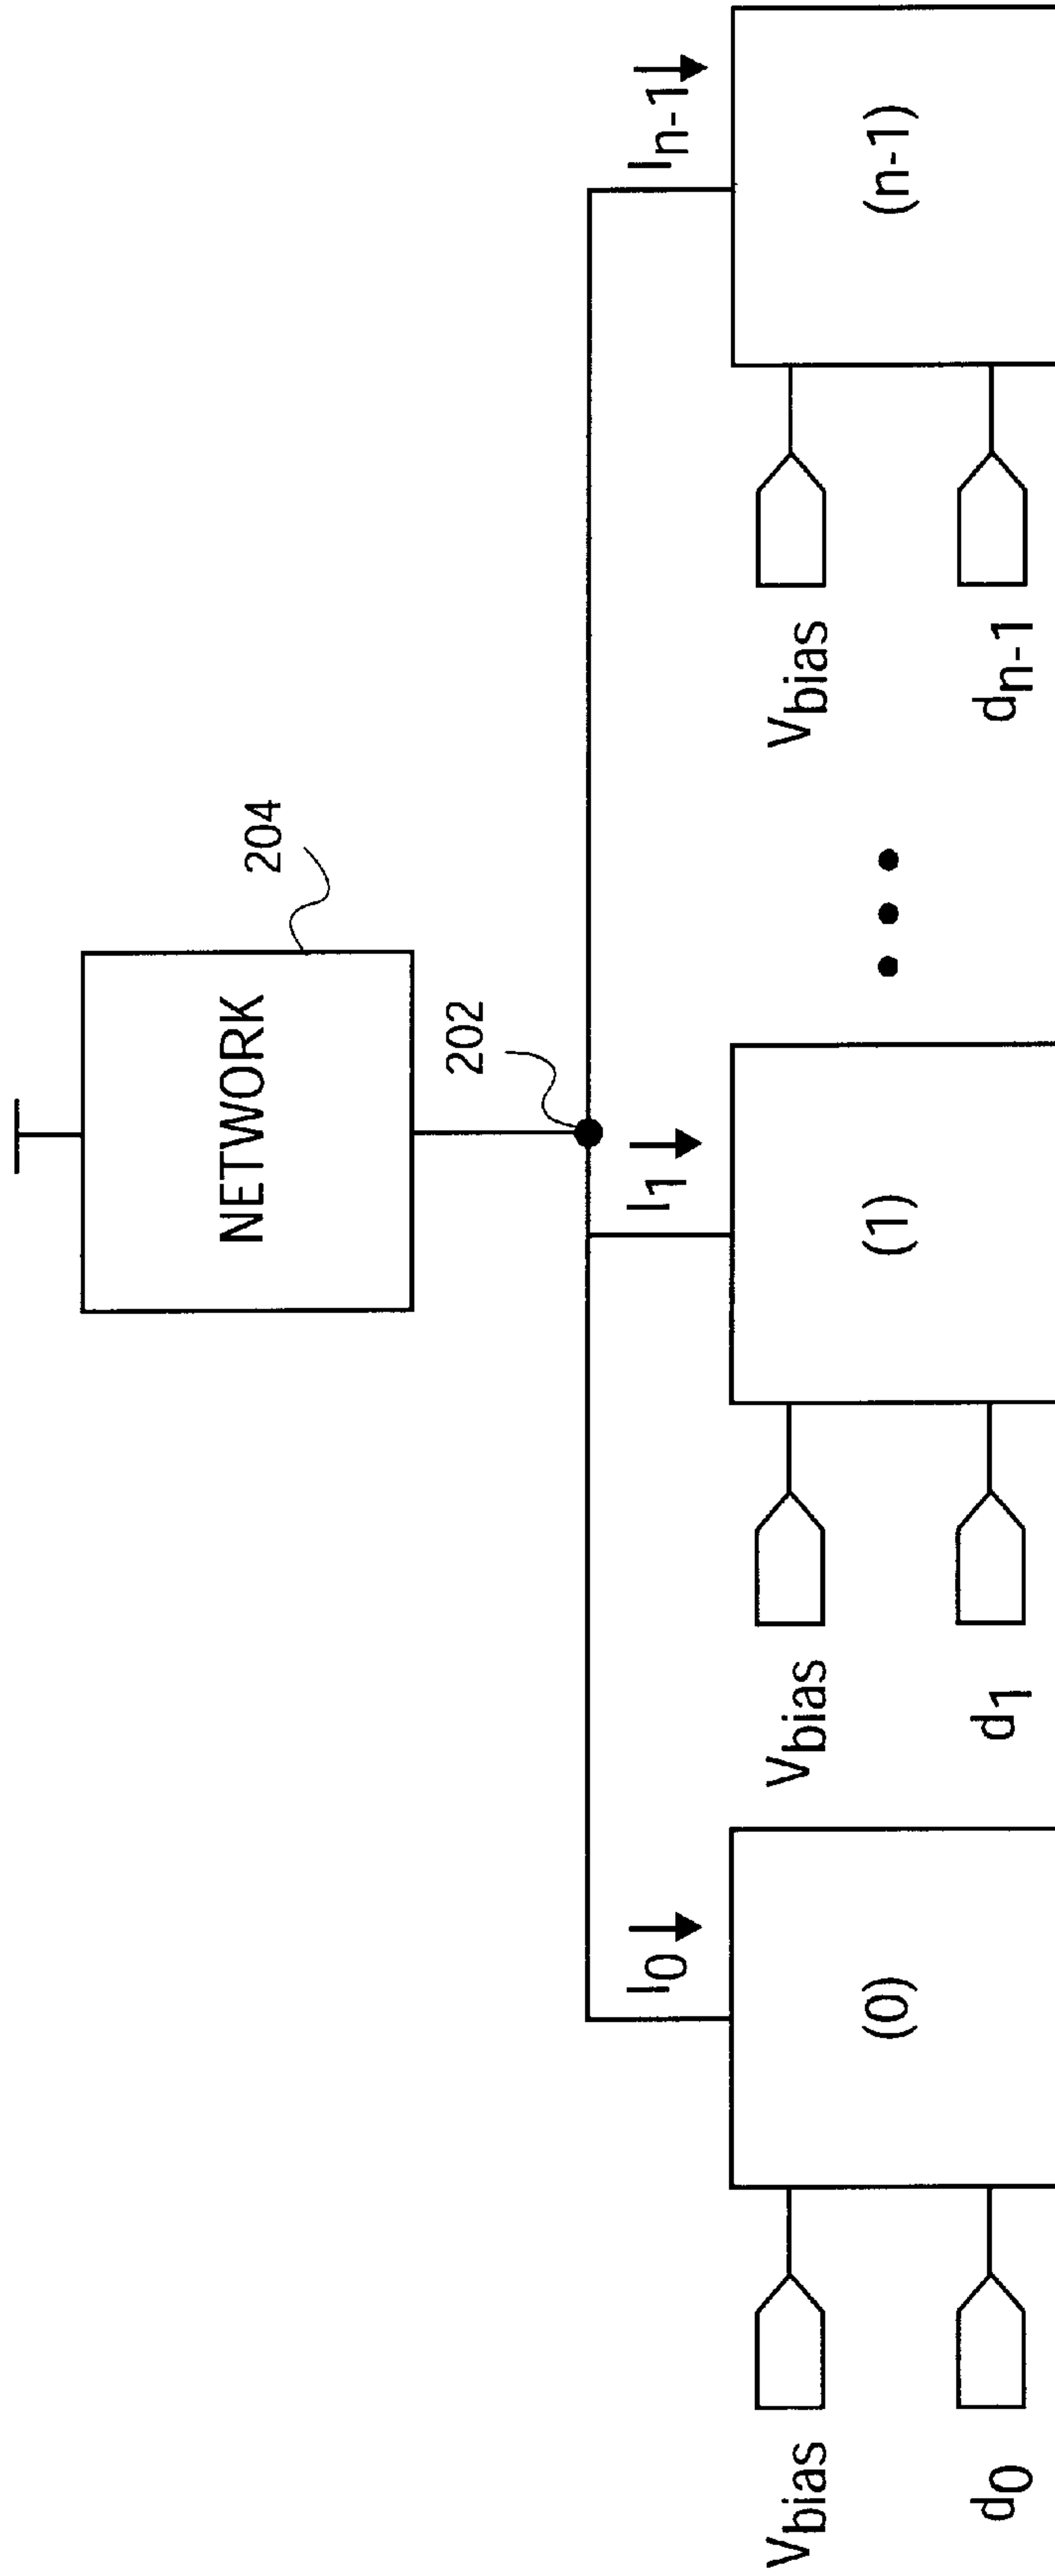 NETWORK
204
202
I0
I1
In-1
(0)
(1)
(n-1)
Vbias
Vbias
Vbias
d0
d1
dn-1